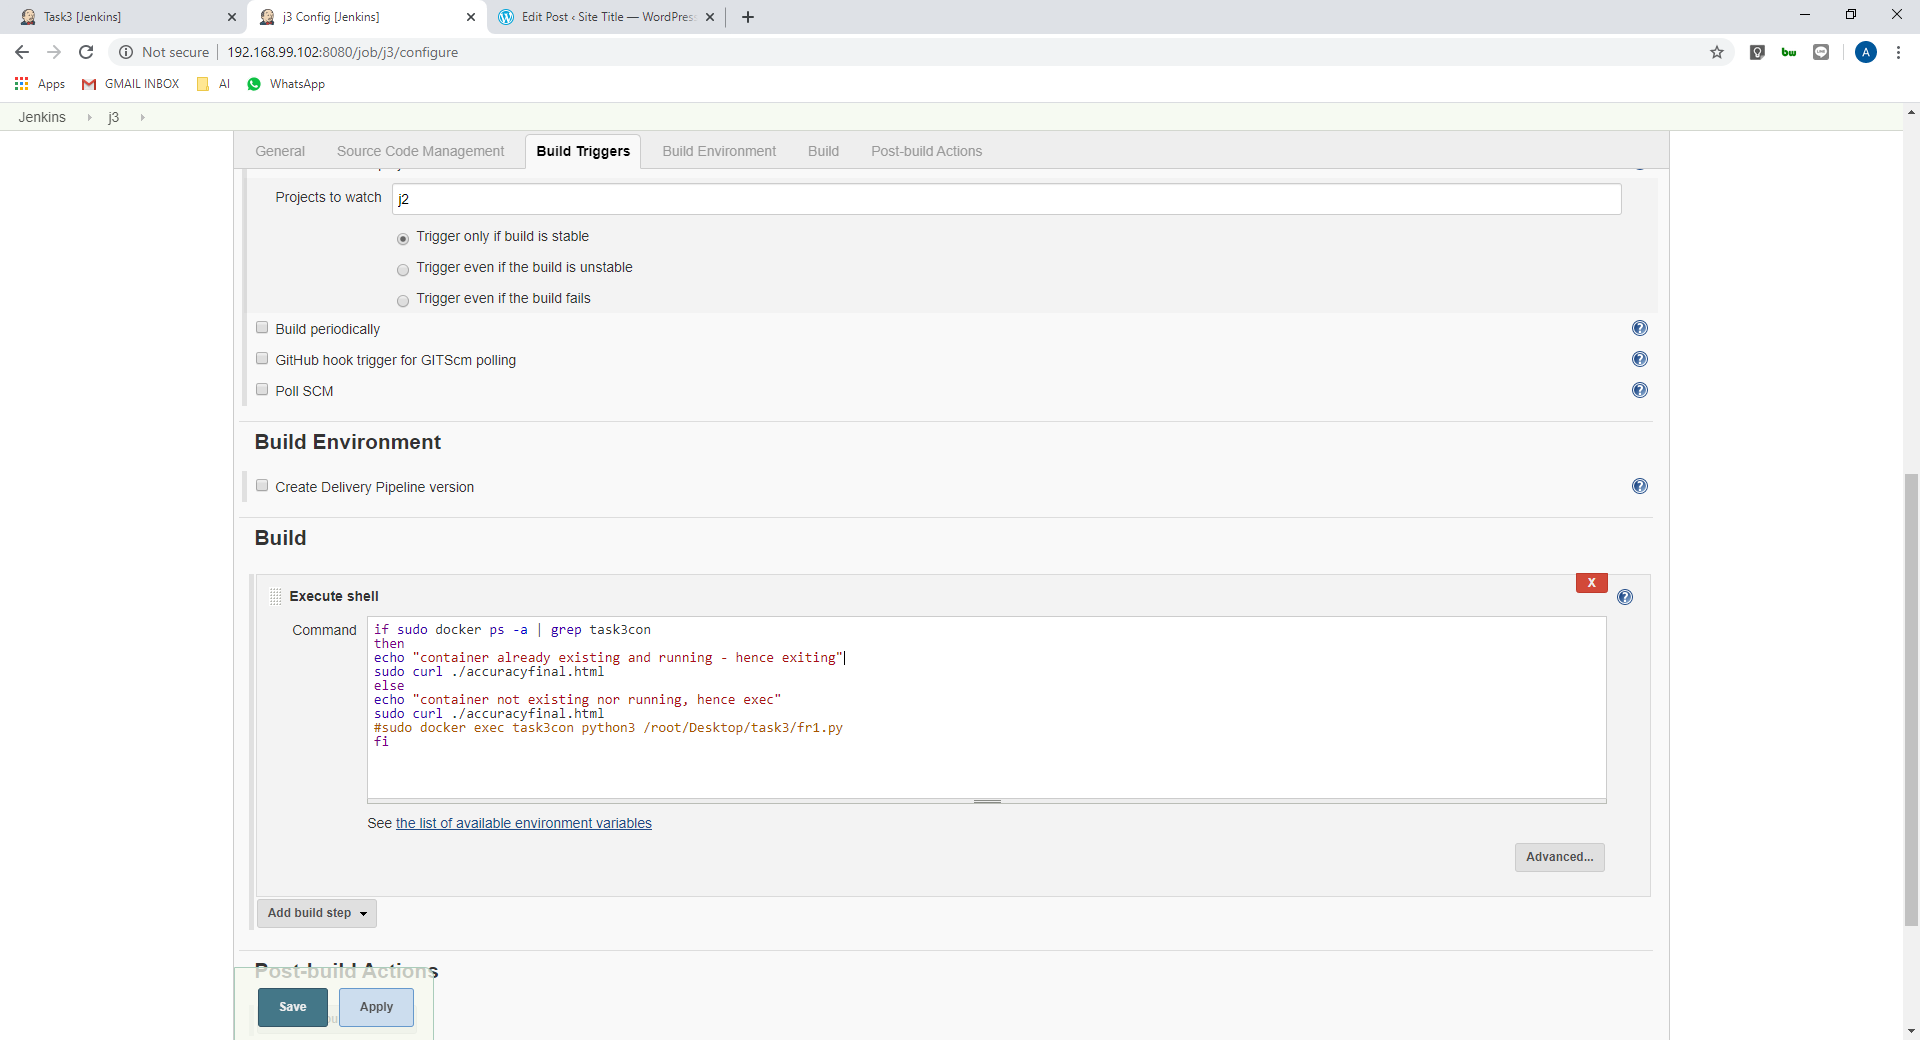 Task3 [Jenkins]
j3 Config [Jenkins]
Edit Post ‹ Site Title — WordPres
Not secure
192.168.99.102:8080/job/j3/configure
bw
A
Apps
GMAIL INBOX
AI
WhatsApp
Jenkins
j3
General
Source Code Management
Build Triggers
Build Environment
Build
Post-build Actions
Projects to watch
j2
Trigger only if build is stable
Trigger even if the build is unstable
Trigger even if the build fails
Build periodically
GitHub hook trigger for GITScm polling
Poll SCM
Build Environment
Create Delivery Pipeline version
Build
X
Execute shell
Command
if sudo docker ps -a | grep task3con
then
echo "container already existing and running - hence exiting"
sudo curl ./accuracyfinal.html
else
echo "container not existing nor running, hence exec"
sudo curl ./accuracyfinal.html
#sudo docker exec task3con python3 /root/Desktop/task3/fr1.py
fi
See the list of available environment variables
Advanced...
Add build step
Post-build Actions
Save
Apply